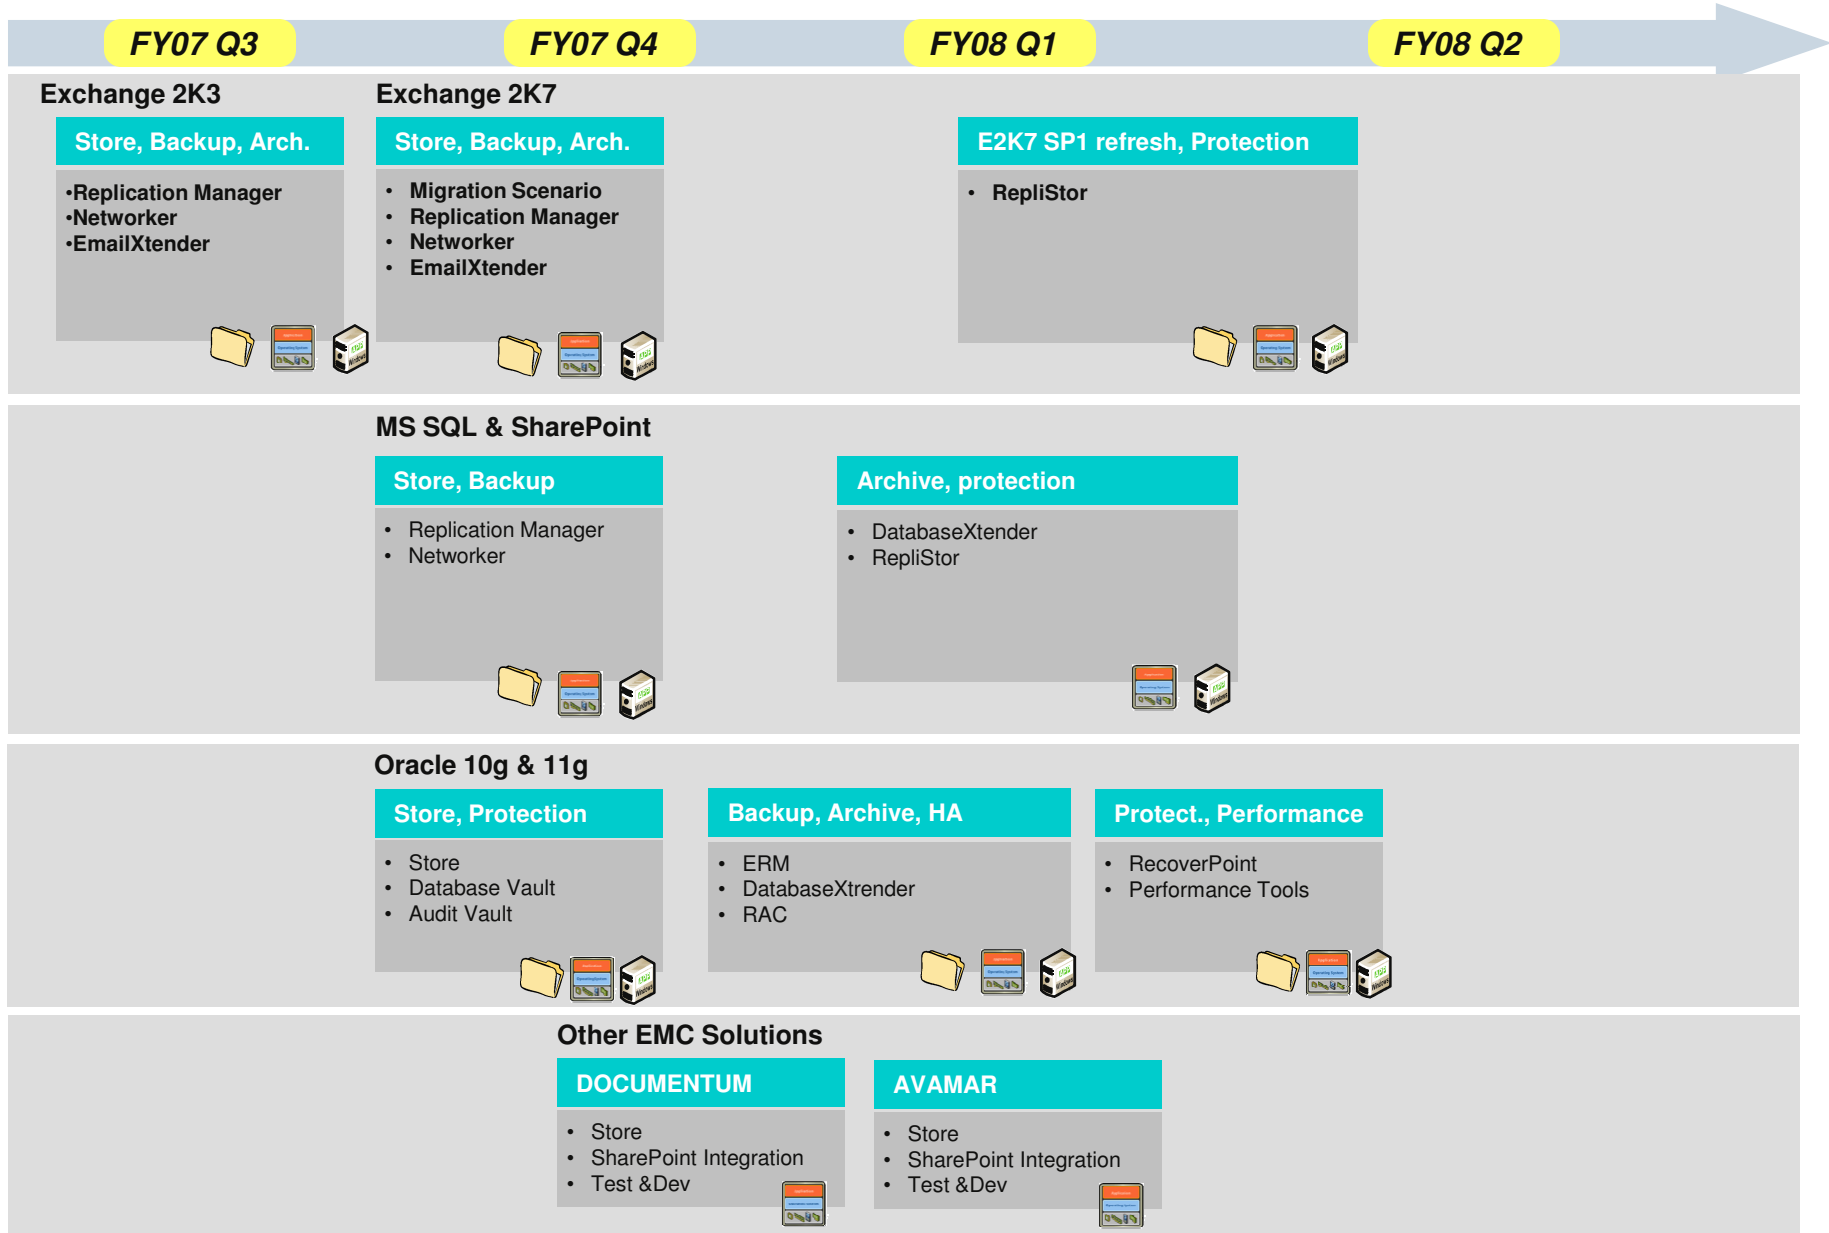 FY07 Q3
FY07 Q4
FY08 Q1
FY08 Q2
Exchange 2K3
Store, Backup, Arch.
•Replication Manager
•Networker
•EmailXtender
Exchange 2K7
Store, Backup, Arch.
• Migration Scenario
• Replication Manager
• Networker
• EmailXtender
E2K7 SP1 refresh, Protection
• RepliStor
MS SQL & SharePoint
Store, Backup
• Replication Manager
• Networker
Archive, protection
• DatabaseXtender
• RepliStor
Oracle 10g & 11g
Store, Protection
• Store
• Database Vault
• Audit Vault
Backup, Archive, HA
• ERM
• DatabaseXtrender
• RAC
Protect., Performance
• RecoverPoint
• Performance Tools
Other EMC Solutions
DOCUMENTUM
• Store
• SharePoint Integration
• Test &Dev
AVAMAR
• Store
• SharePoint Integration
• Test &Dev